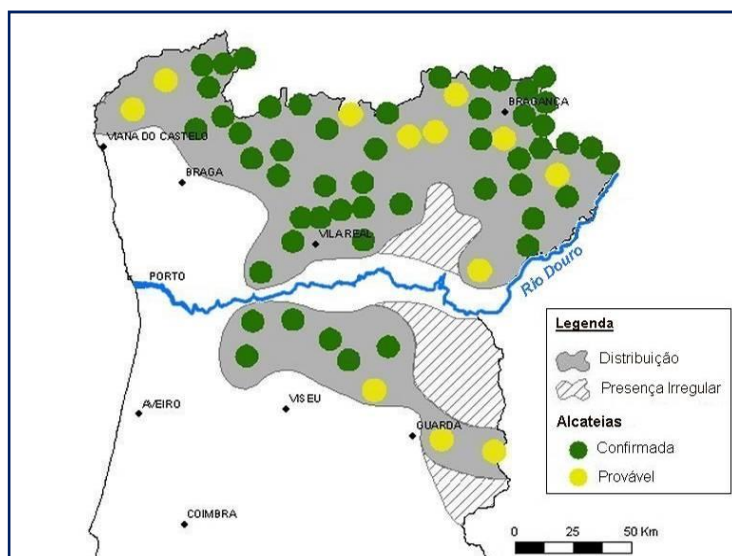 VIANA DO CASTELO
BRAGANÇA
BRAGA
VILA REAL
PORTO
Rio Douro
AVEIRO
VISEU
GUARDA
COIMBRA
Legenda
Distribuição
Presença Irregular
Alcateias
Confirmada
Provável
0 25 50 Km